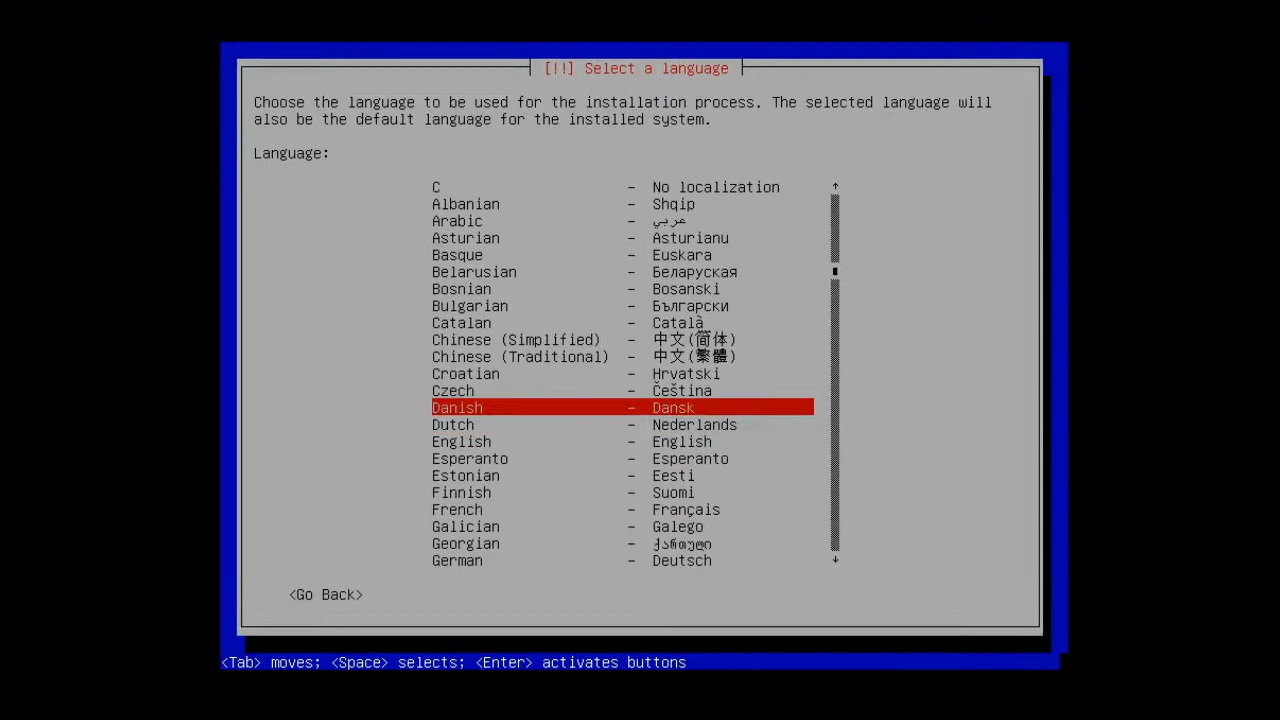 [!!] Select a language
Choose the language to be used for the installation process. The selected language will
also be the default language for the installed system.
Language:
C - No localization
Albanian - Shqip
Arabic - عربي
Asturian - Asturianu
Basque - Euskara
Belarusian - Беларуская
Bosnian - Bosanski
Bulgarian - Български
Catalan - Català
Chinese (Simplified) - 中文(简体)
Chinese (Traditional) - 中文(繁體)
Croatian - Hrvatski
Czech - Čeština
Danish - Dansk
Dutch - Nederlands
English - English
Esperanto - Esperanto
Estonian - Eesti
Finnish - Suomi
French - Français
Galician - Galego
Georgian - ქართული
German - Deutsch
<Go Back>
<Tab> moves; <Space> selects; <Enter> activates buttons